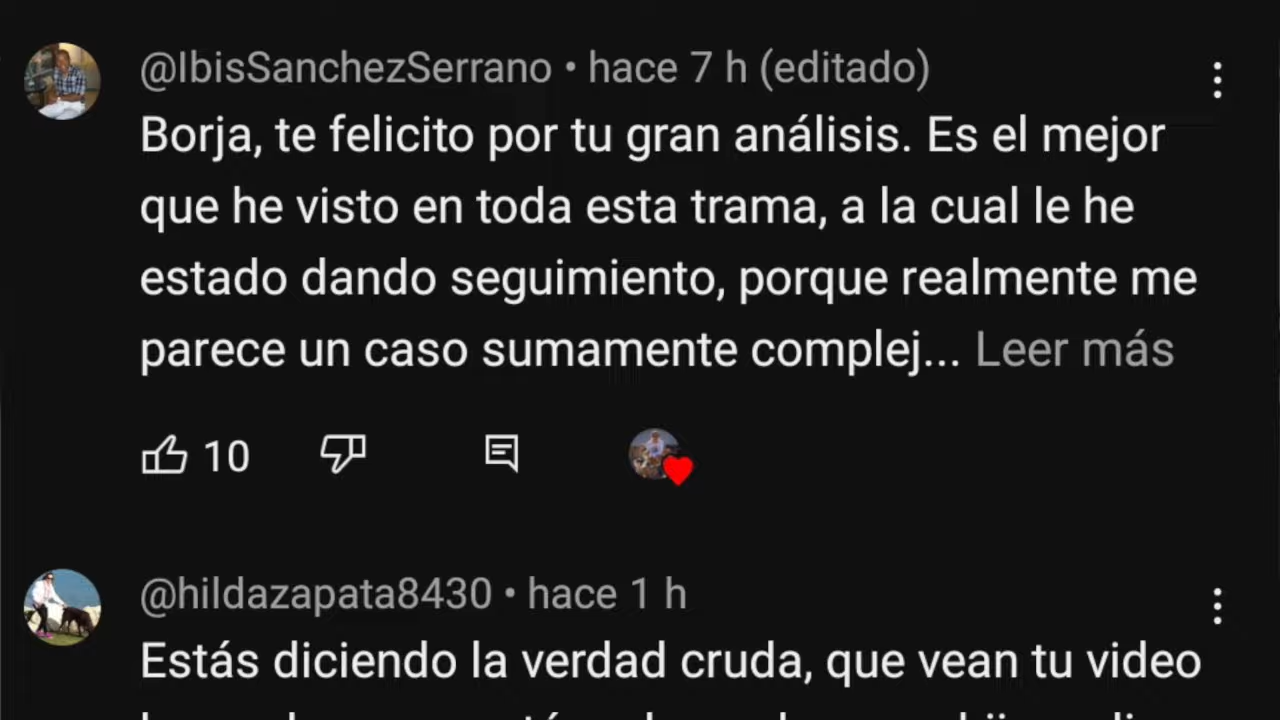 @IbisSanchezSerrano • hace 7 h (editado)
Borja, te felicito por tu gran análisis. Es el mejor
que he visto en toda esta trama, a la cual le he
estado dando seguimiento, porque realmente me
parece un caso sumamente complej... Leer más
10
@hildazapata8430 • hace 1 h
Estás diciendo la verdad cruda, que vean tu video